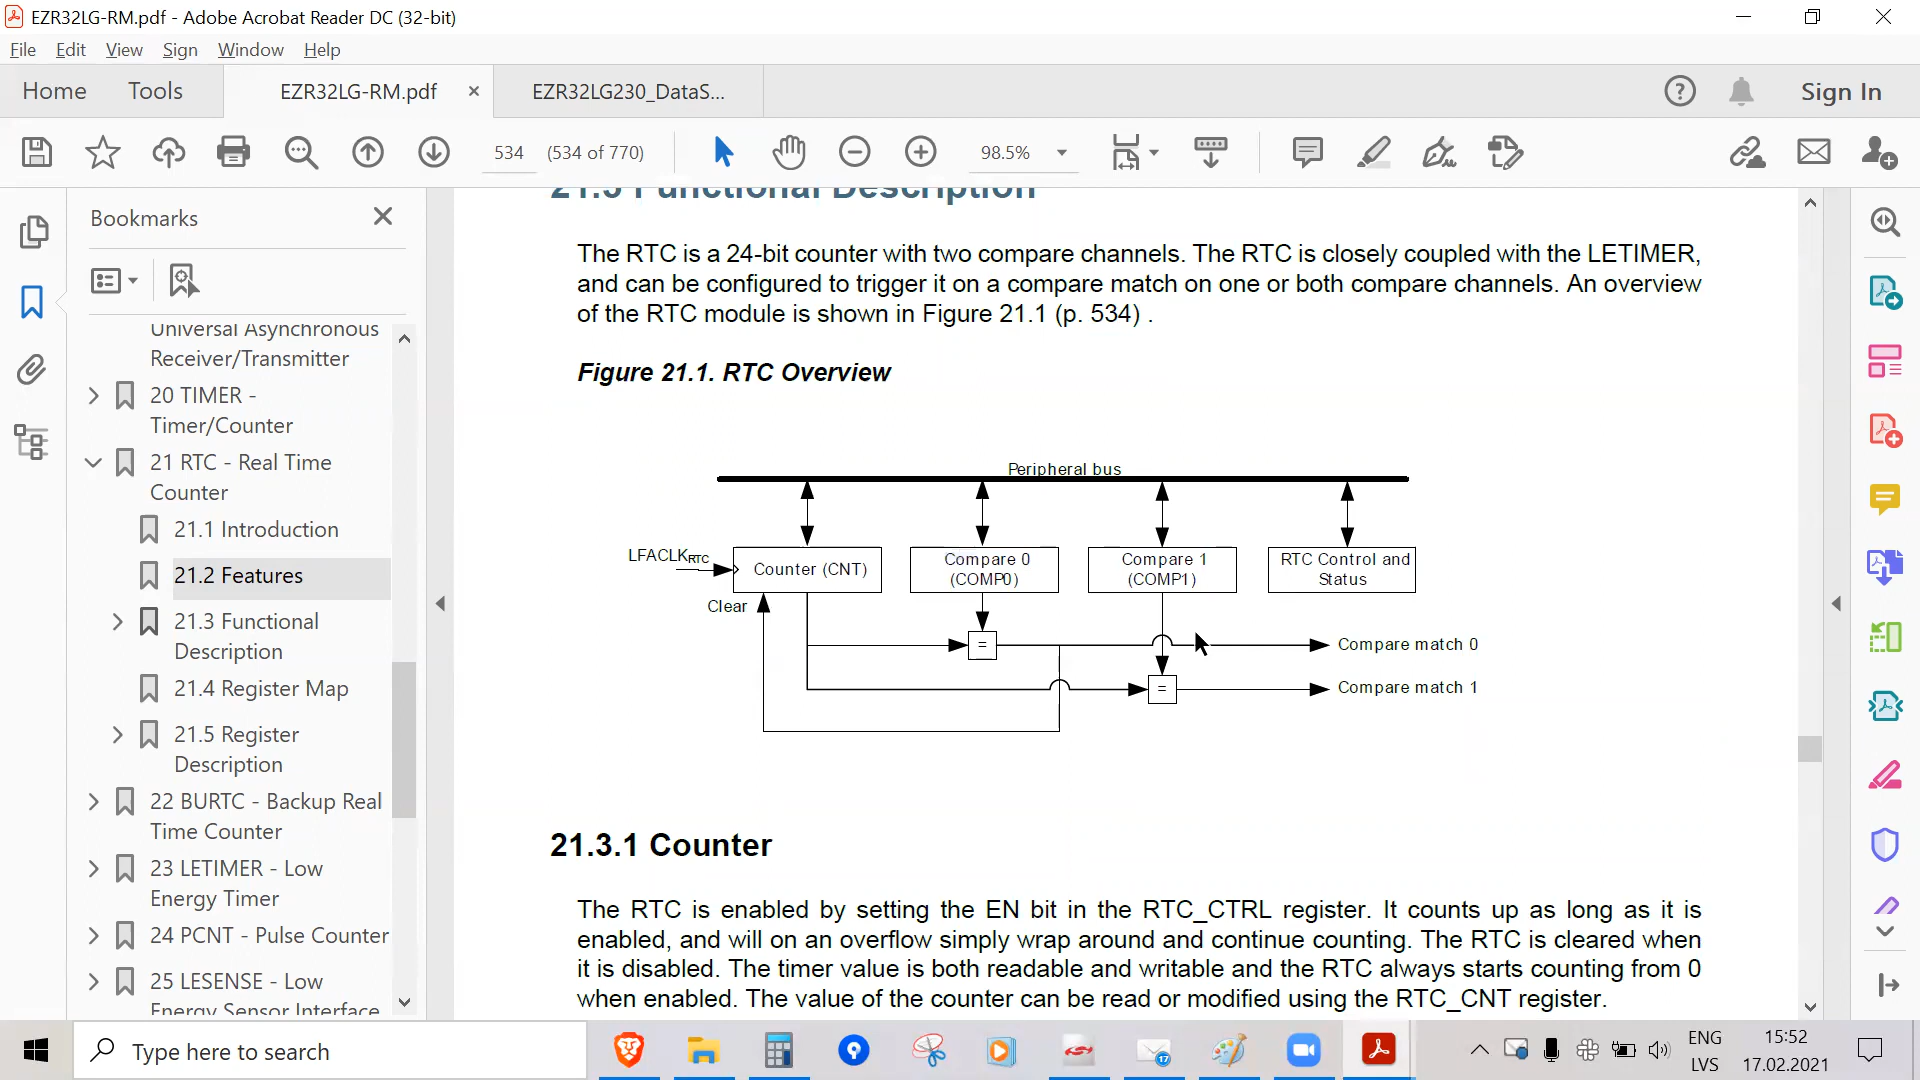 EZR32LG-RM.pdf - Adobe Acrobat Reader DC (32-bit)
File Edit View Sign Window Help
Home Tools EZR32LG-RM.pdf × EZR32LG230_DataS... Sign In
534 (534 of 770) 98.5%
Bookmarks
Universal Asynchronous
Receiver/Transmitter
20 TIMER -
Timer/Counter
21 RTC - Real Time
Counter
21.1 Introduction
21.2 Features
21.3 Functional
Description
21.4 Register Map
21.5 Register
Description
22 BURTC - Backup Real
Time Counter
23 LETIMER - Low
Energy Timer
24 PCNT - Pulse Counter
25 LESENSE - Low
Energy Sensor Interface
21.3 Functional Description
The RTC is a 24-bit counter with two compare channels. The RTC is closely coupled with the LETIMER,
and can be configured to trigger it on a compare match on one or both compare channels. An overview
of the RTC module is shown in Figure 21.1 (p. 534) .
Figure 21.1. RTC Overview
Peripheral bus
LFACLKRTC
Counter (CNT)
Compare 0
(COMP0)
Compare 1
(COMP1)
RTC Control and
Status
Clear
=
Compare match 0
=
Compare match 1
21.3.1 Counter
The RTC is enabled by setting the EN bit in the RTC_CTRL register. It counts up as long as it is
enabled, and will on an overflow simply wrap around and continue counting. The RTC is cleared when
it is disabled. The timer value is both readable and writable and the RTC always starts counting from 0
when enabled. The value of the counter can be read or modified using the RTC_CNT register.
Type here to search
17
ENG
LVS
15:52
17.02.2021